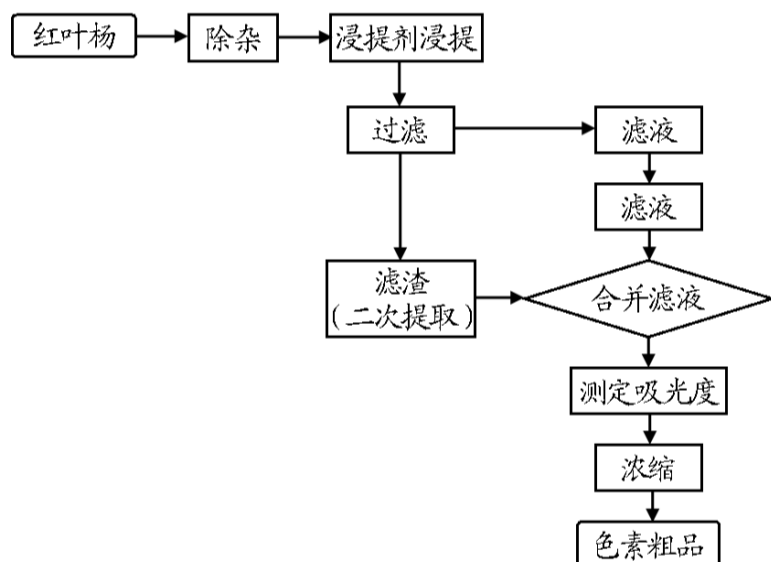 红叶杨
除杂
浸提剂浸提
过滤
滤液
滤液
滤渣
(二次提取)
合并滤液
测定吸光度
浓缩
色素粗品